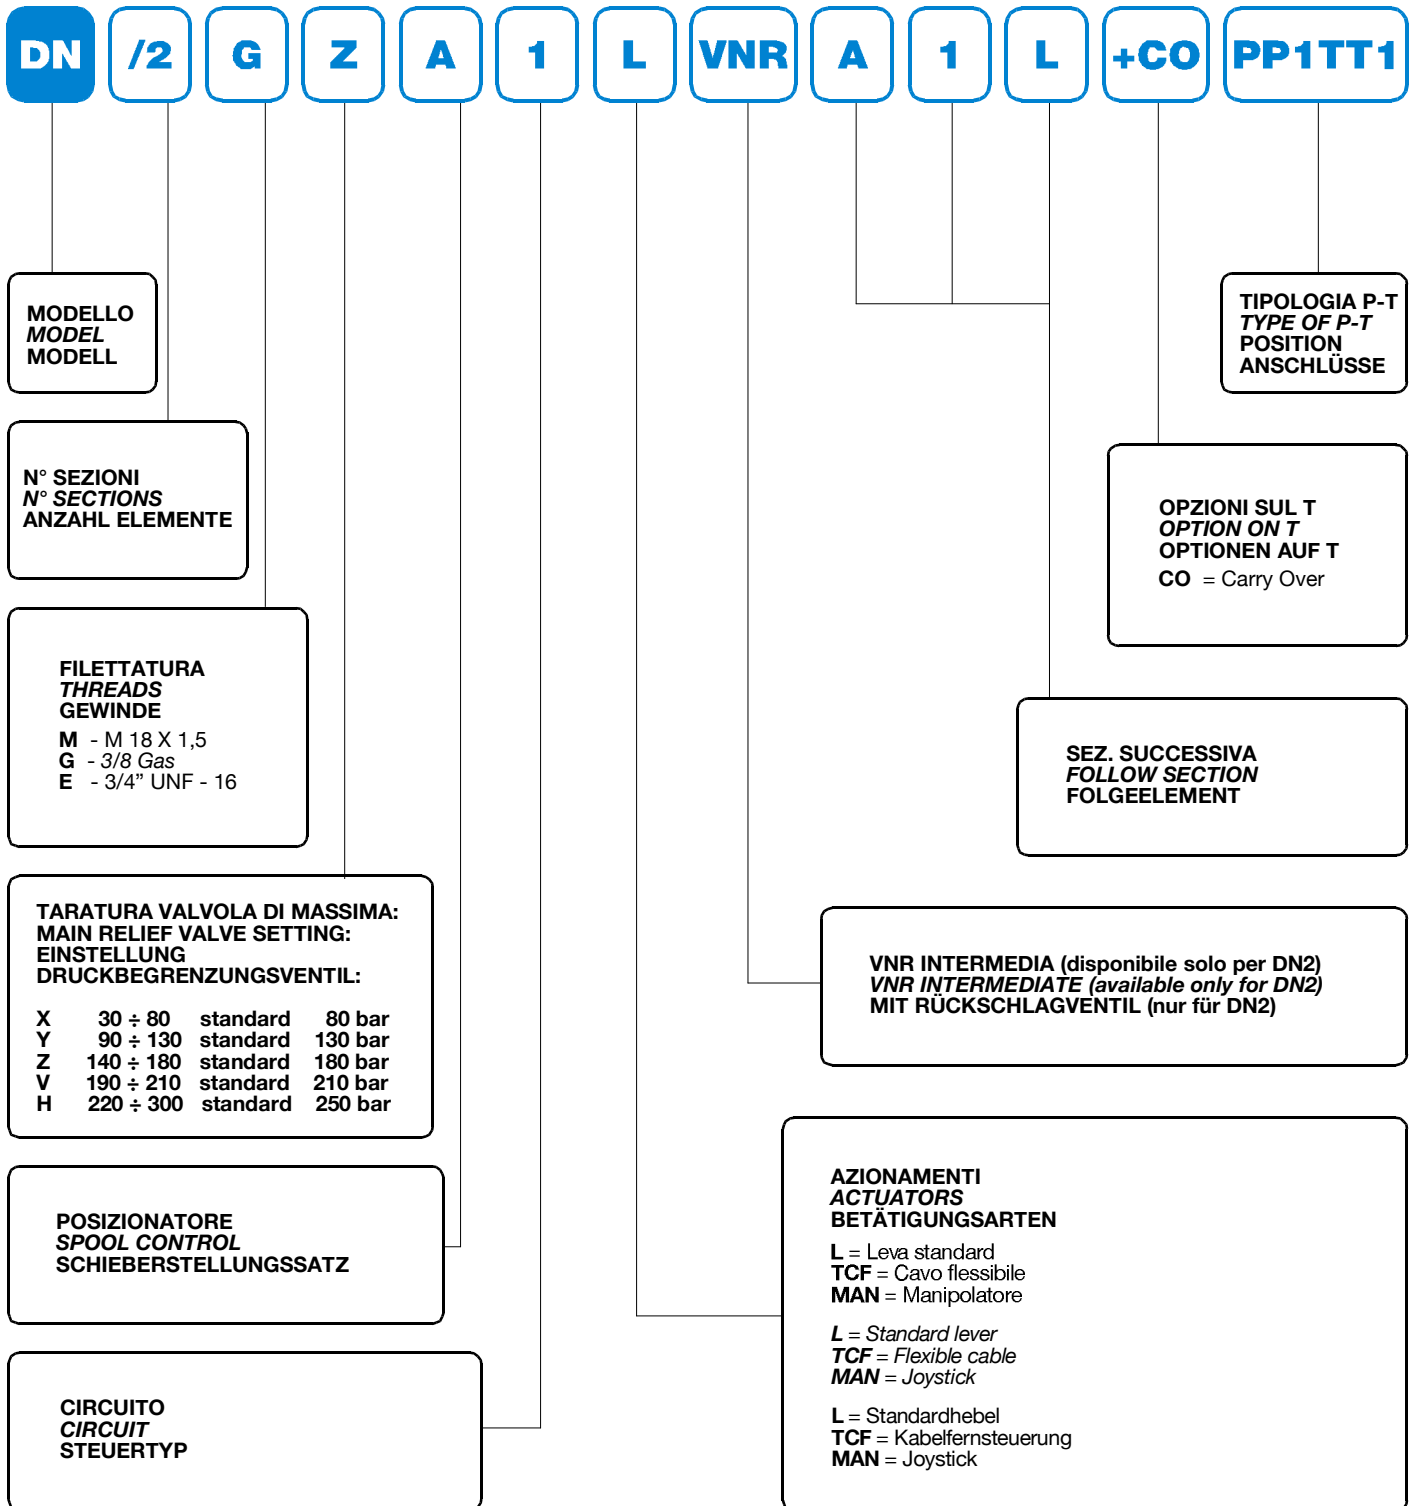 DN /2 G Z A 1 L VNR A 1 L +CO PP1TT1
MODELLO
MODEL
MODELL
TIPOLOGIA P-T
TYPE OF P-T
POSITION
ANSCHLÜSSE
N° SEZIONI
N° SECTIONS
ANZAHL ELEMENTE
OPZIONI SUL T
OPTION ON T
OPTIONEN AUF T
CO = Carry Over
FILETTATURA
THREADS
GEWINDE
M - M 18 X 1,5
G - 3/8 Gas
E - 3/4” UNF - 16
SEZ. SUCCESSIVA
FOLLOW SECTION
FOLGEELEMENT
TARATURA VALVOLA DI MASSIMA:
MAIN RELIEF VALVE SETTING:
EINSTELLUNG
DRUCKBEGRENZUNGSVENTIL:
X 30 ÷ 80 standard 80 bar
Y 90 ÷ 130 standard 130 bar
Z 140 ÷ 180 standard 180 bar
V 190 ÷ 210 standard 210 bar
H 220 ÷ 300 standard 250 bar
VNR INTERMEDIA (disponibile solo per DN2)
VNR INTERMEDIATE (available only for DN2)
MIT RÜCKSCHLAGVENTIL (nur für DN2)
POSIZIONATORE
SPOOL CONTROL
SCHIEBERSTELLUNGSSATZ
AZIONAMENTI
ACTUATORS
BETÄTIGUNGSARTEN
L = Leva standard
TCF = Cavo flessibile
MAN = Manipolatore
L = Standard lever
TCF = Flexible cable
MAN = Joystick
L = Standardhebel
TCF = Kabelfernsteuerung
MAN = Joystick
CIRCUITO
CIRCUIT
STEUERTYP